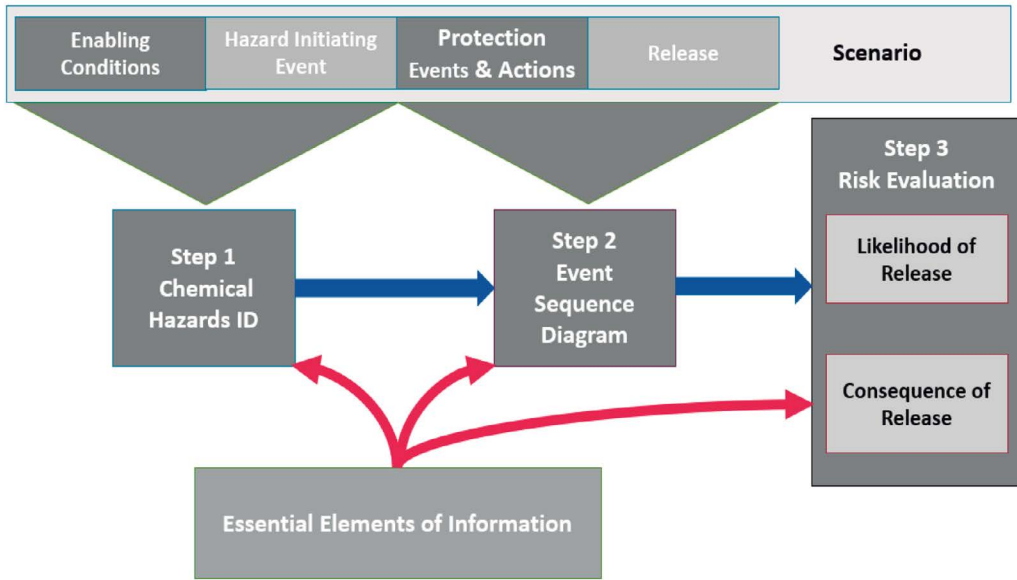 Enabling
Conditions
Hazard Initiating
Event
Protection
Events & Actions
Release
Scenario
Step 1
Chemical
Hazards ID
Step 2
Event
Sequence
Diagram
Step 3
Risk Evaluation
Likelihood of
Release
Consequence of
Release
Essential Elements of Information